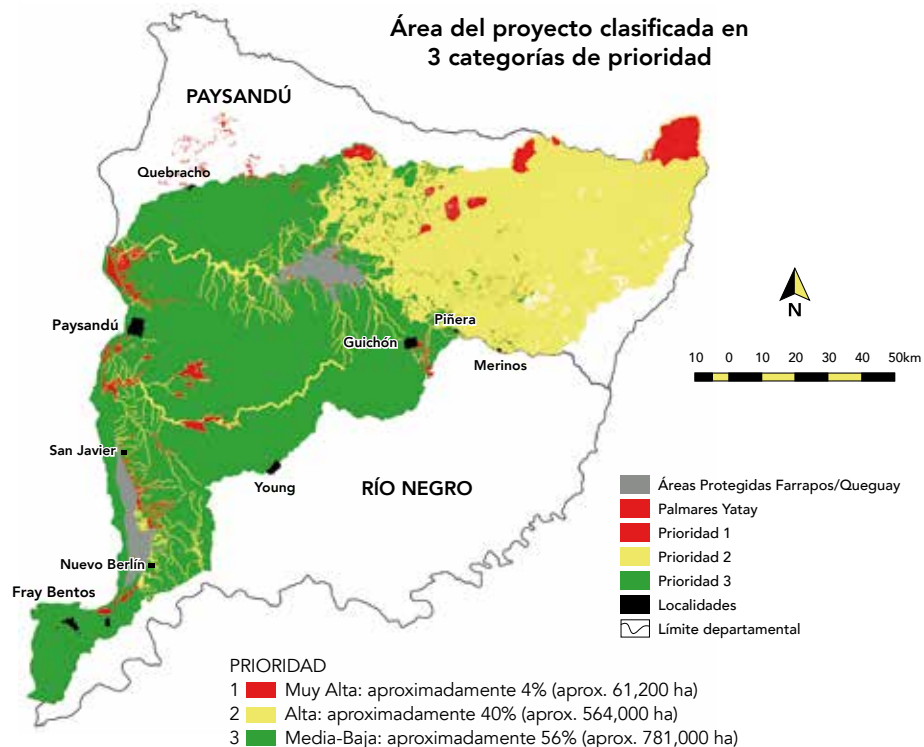 Área del proyecto clasificada en
3 categorías de prioridad
PAYSANDÚ
Quebracho
Paysandú
Guichón
Piñera
Merinos
N
10 0 10 20 30 40 50km
San Javier
Young
RÍO NEGRO
Nuevo Berlín
Fray Bentos
Áreas Protegidas Farrapos/Queguay
Palmares Yatay
Prioridad 1
Prioridad 2
Prioridad 3
Localidades
Límite departamental
PRIORIDAD
1 Muy Alta: aproximadamente 4% (aprox. 61,200 ha)
2 Alta: aproximadamente 40% (aprox. 564,000 ha)
3 Media-Baja: aproximadamente 56% (aprox. 781,000 ha)